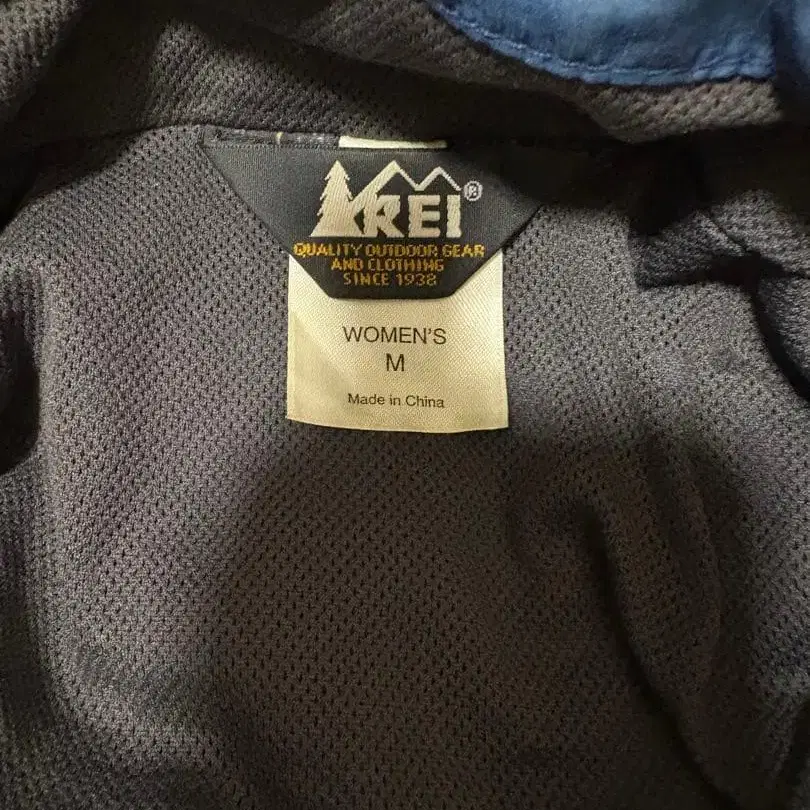 REI®
QUALITY OUTDOOR GEAR
AND CLOTHING
SINCE 1938
WOMEN'S
M
Made in China